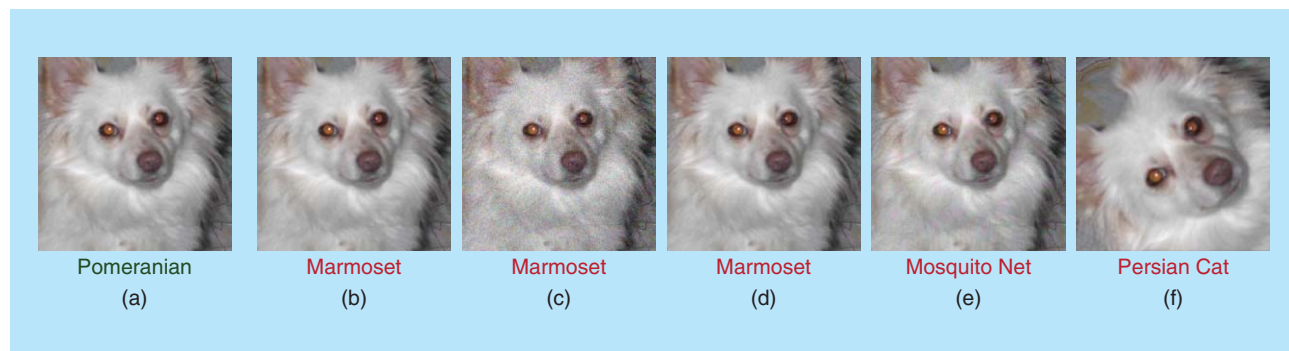 Pomeranian Marmoset Marmoset Marmoset Mosquito Net Persian Cat
(a) (b) (c) (d) (e) (f)